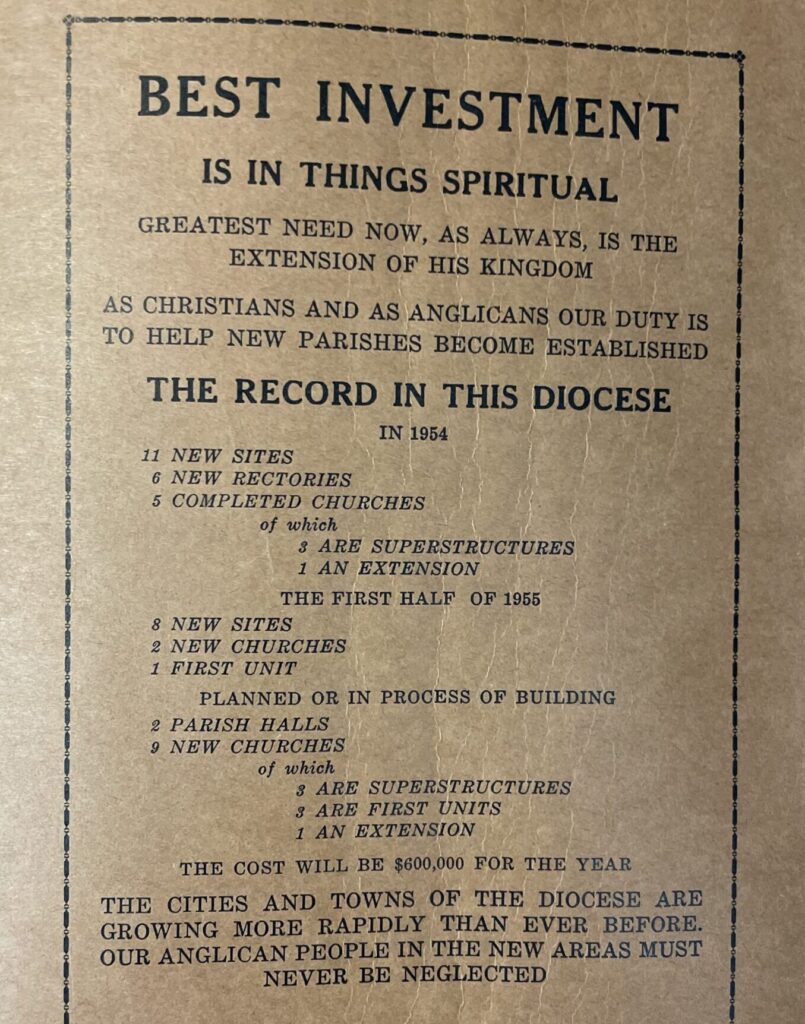 BEST INVESTMENT
IS IN THINGS SPIRITUAL
GREATEST NEED NOW, AS ALWAYS, IS THE
EXTENSION OF HIS KINGDOM
AS CHRISTIANS AND AS ANGLICANS OUR DUTY IS
TO HELP NEW PARISHES BECOME ESTABLISHED
THE RECORD IN THIS DIOCESE
IN 1954
11 NEW SITES
6 NEW RECTORIES
5 COMPLETED CHURCHES
of which
3 ARE SUPERSTRUCTURES
1 AN EXTENSION
THE FIRST HALF OF 1955
8 NEW SITES
2 NEW CHURCHES
1 FIRST UNIT
PLANNED OR IN PROCESS OF BUILDING
2 PARISH HALLS
9 NEW CHURCHES
of which
3 ARE SUPERSTRUCTURES
3 ARE FIRST UNITS
1 AN EXTENSION
THE COST WILL BE $600,000 FOR THE YEAR
THE CITIES AND TOWNS OF THE DIOCESE ARE
GROWING MORE RAPIDLY THAN EVER BEFORE.
OUR ANGLICAN PEOPLE IN THE NEW AREAS MUST
NEVER BE NEGLECTED